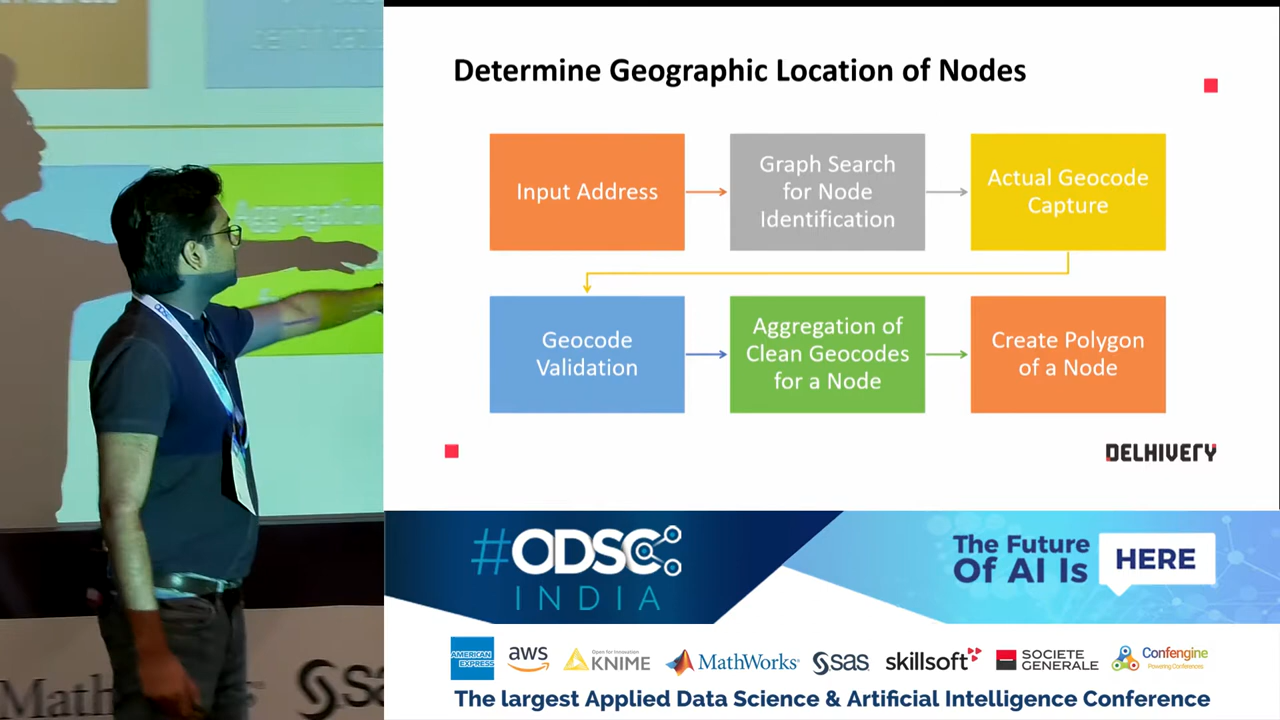 Determine Geographic Location of Nodes
Input Address
Graph Search
for Node
Identification
Actual Geocode
Capture
Geocode
Validation
Aggregation of
Clean Geocodes
for a Node
Create Polygon
of a Node
DELHIVERY
#ODSC
INDIA
The Future
Of AI Is
HERE
AMERICAN
EXPRESS
aws
Open for Innovation
KNIME
MathWorks
sas
skillsoft
SOCIETE
GENERALE
Confengine
Powering Conferences
The largest Applied Data Science & Artificial Intelligence Conference
Aggregation
MathW